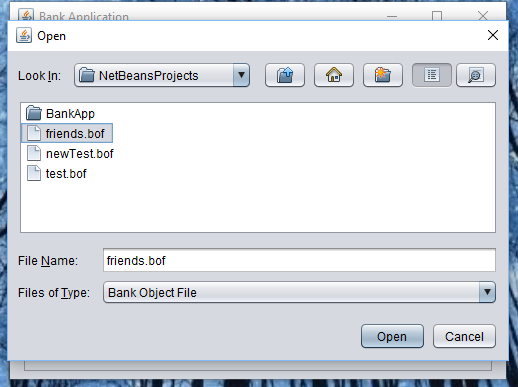 Bank Application
Open
Look In: NetBeansProjects
BankApp
friends.bof
newTest.bof
test.bof
File Name: friends.bof
Files of Type: Bank Object File
Open Cancel